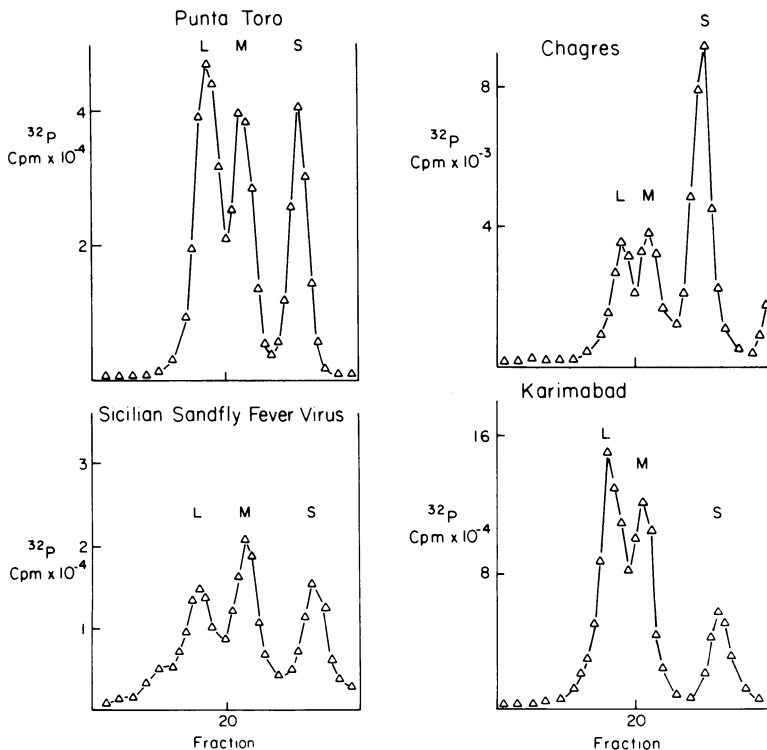 Punta Toro
L M S
4
2
32P
Cpm x 10-4
Chagres
S
8
32P
Cpm x 10-3
L M
4
20
Sicilian Sandfly Fever Virus
3
2
1
L M S
32P
Cpm x 10-4
20
Fraction
Karimabad
16
L
M
32P
Cpm x 10-4
S
8
20
Fraction